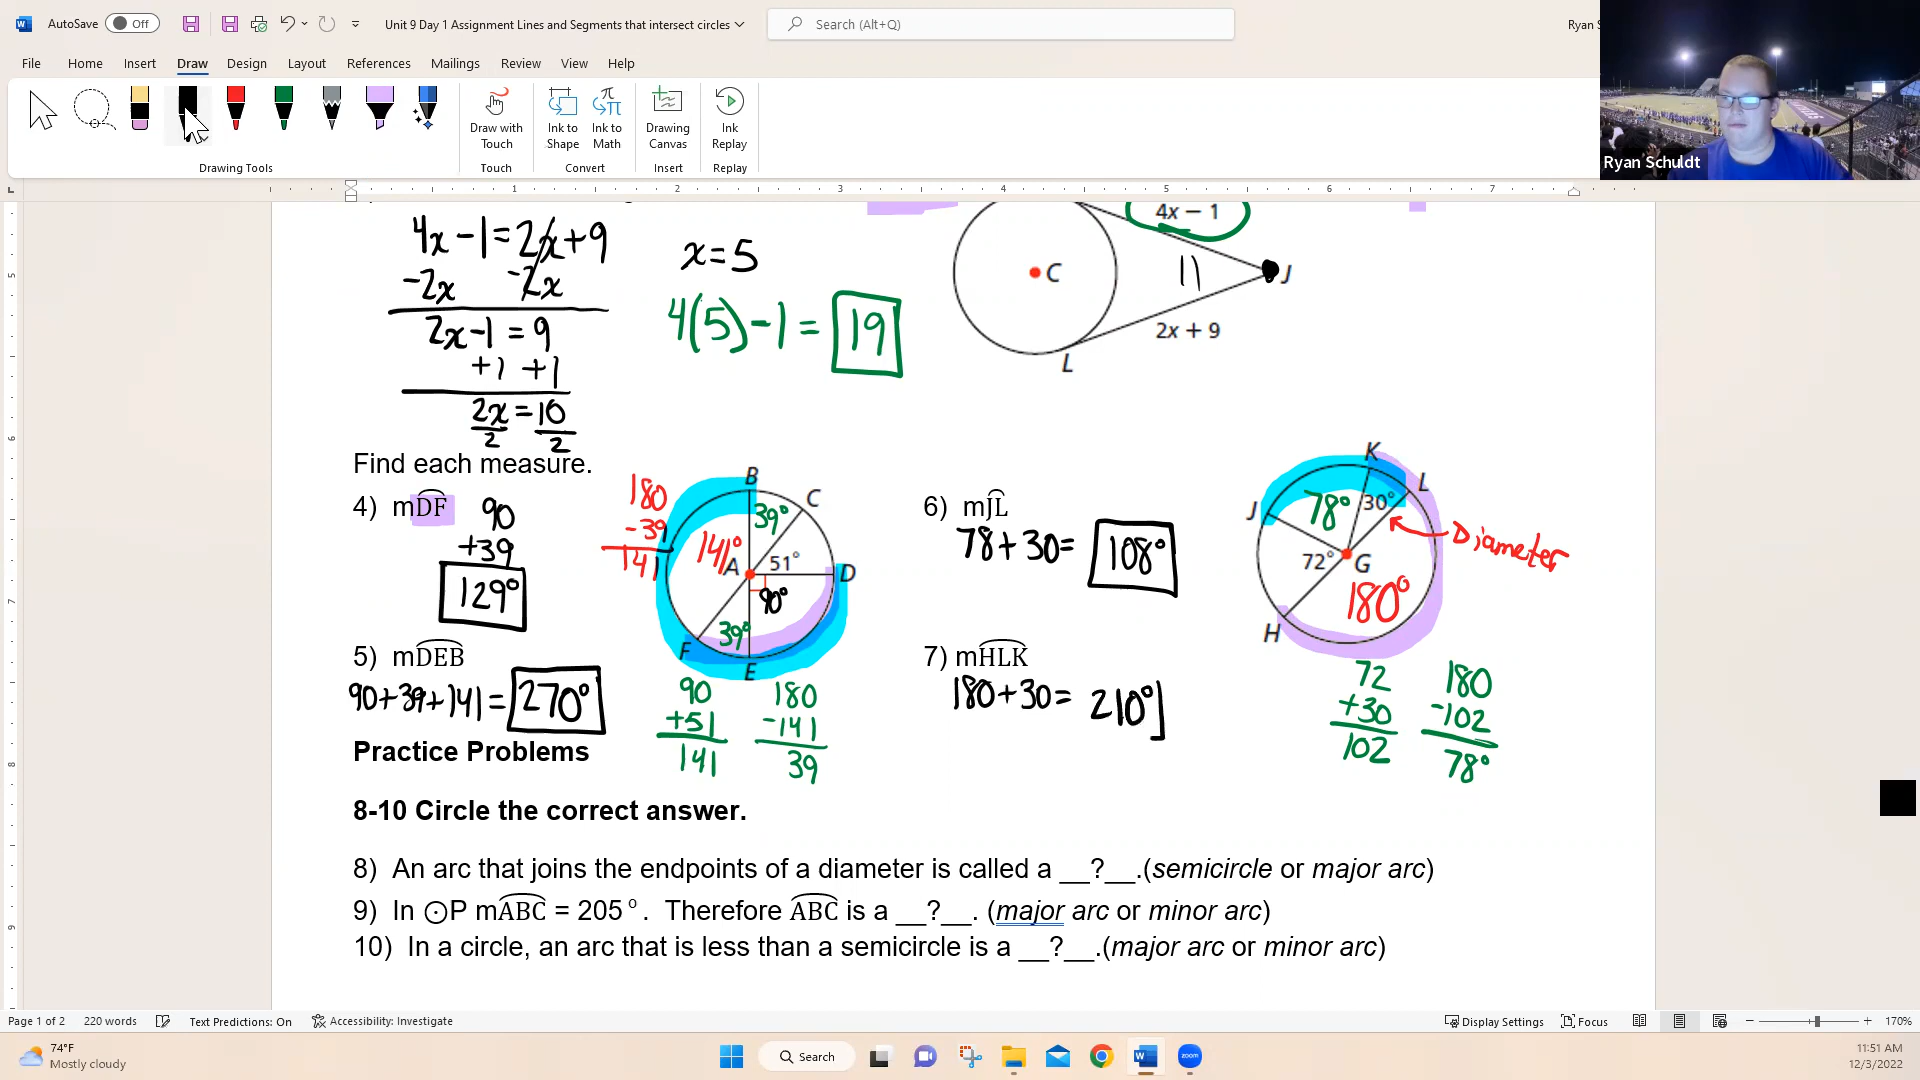 AutoSave Off
Unit 9 Day 1 Assignment Lines and Segments that intersect circles
Search (Alt+Q)
Ryan S
File Home Insert Draw Design Layout References Mailings Review View Help
Draw with Touch
Ink to Shape
Ink to Math
Drawing Canvas
Ink Replay
Drawing Tools Touch Convert Insert Replay
Ryan Schuldt
1 2 3 4 5 6 7
4x-1=2x+9
-2x -2x
2x-1=9
+1 +1
2x=10
2 2
x=5
4(5)-1= 19
4x − 1
C
11
J
2x + 9
L
Find each measure.
4) mDF
90
+39
129°
180
-39
141
B
C
39°
141°
A
51°
D
90°
39°
F
E
5) mDEB
90+39+141= 270°
90
+51
141
180
-141
39
6) mJL
78+30= 108°
K
L
J
78°
30°
Diameter
72°
G
180°
H
7) mHLK
180+30= 210°
72
+30
102
180
-102
78°
Practice Problems
8-10 Circle the correct answer.
8) An arc that joins the endpoints of a diameter is called a __?__.(semicircle or major arc)
9) In ⊙P mABC = 205°. Therefore ABC is a __?__. (major arc or minor arc)
10) In a circle, an arc that is less than a semicircle is a __?__.(major arc or minor arc)
Page 1 of 2 220 words Text Predictions: On Accessibility: Investigate Display Settings Focus 170%
74°F
Mostly cloudy
Search
zoom
11:51 AM
12/3/2022